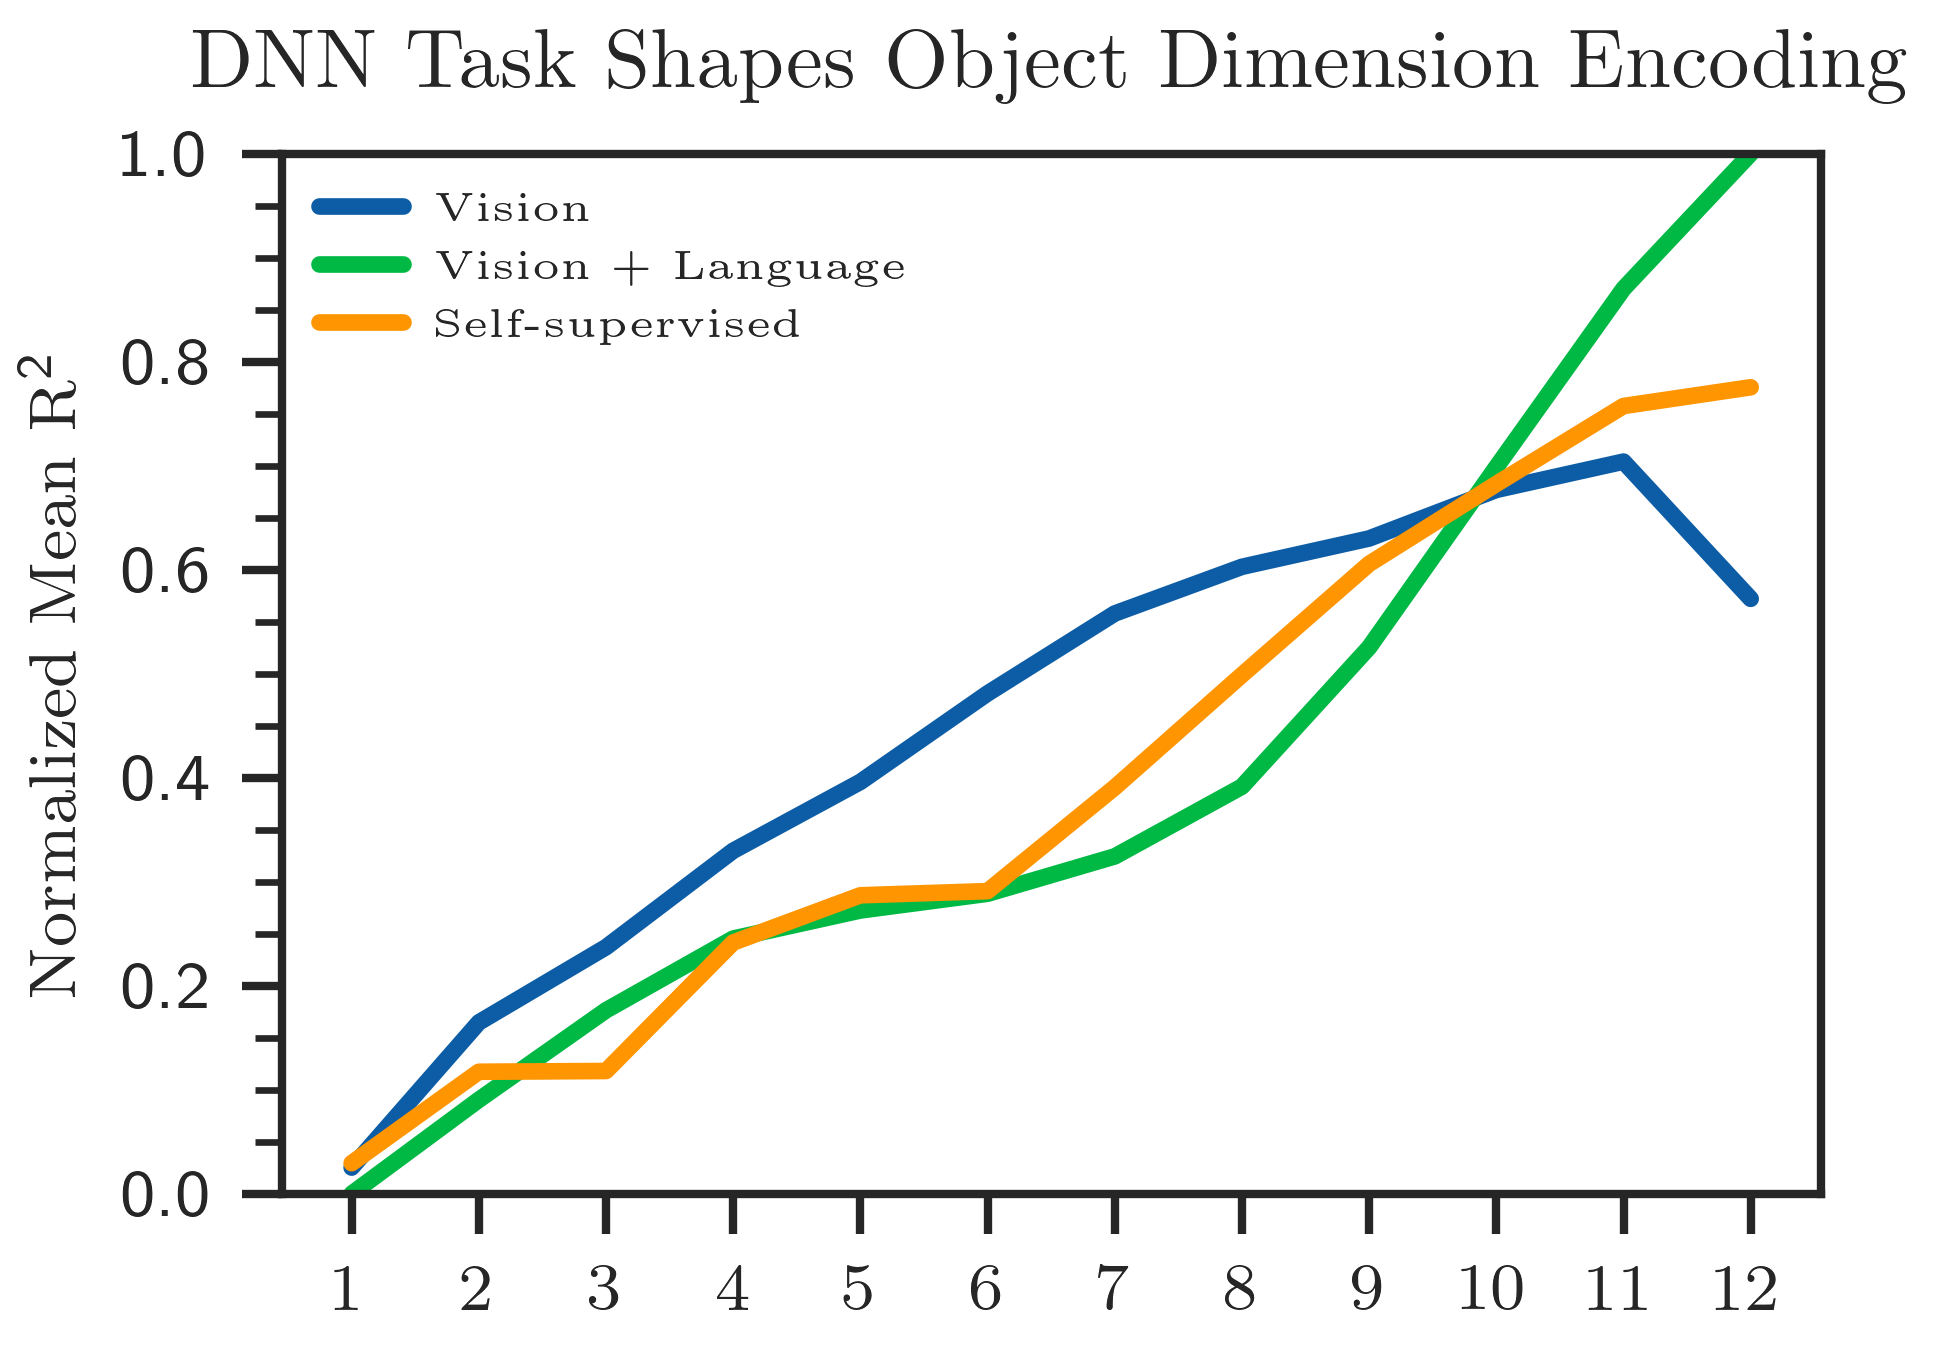 DNN Task Shapes Object Dimension Encoding
Normalized Mean R²
1.0
0.8
0.6
0.4
0.2
0.0
Vision
Vision + Language
Self-supervised
1 2 3 4 5 6 7 8 9 10 11 12